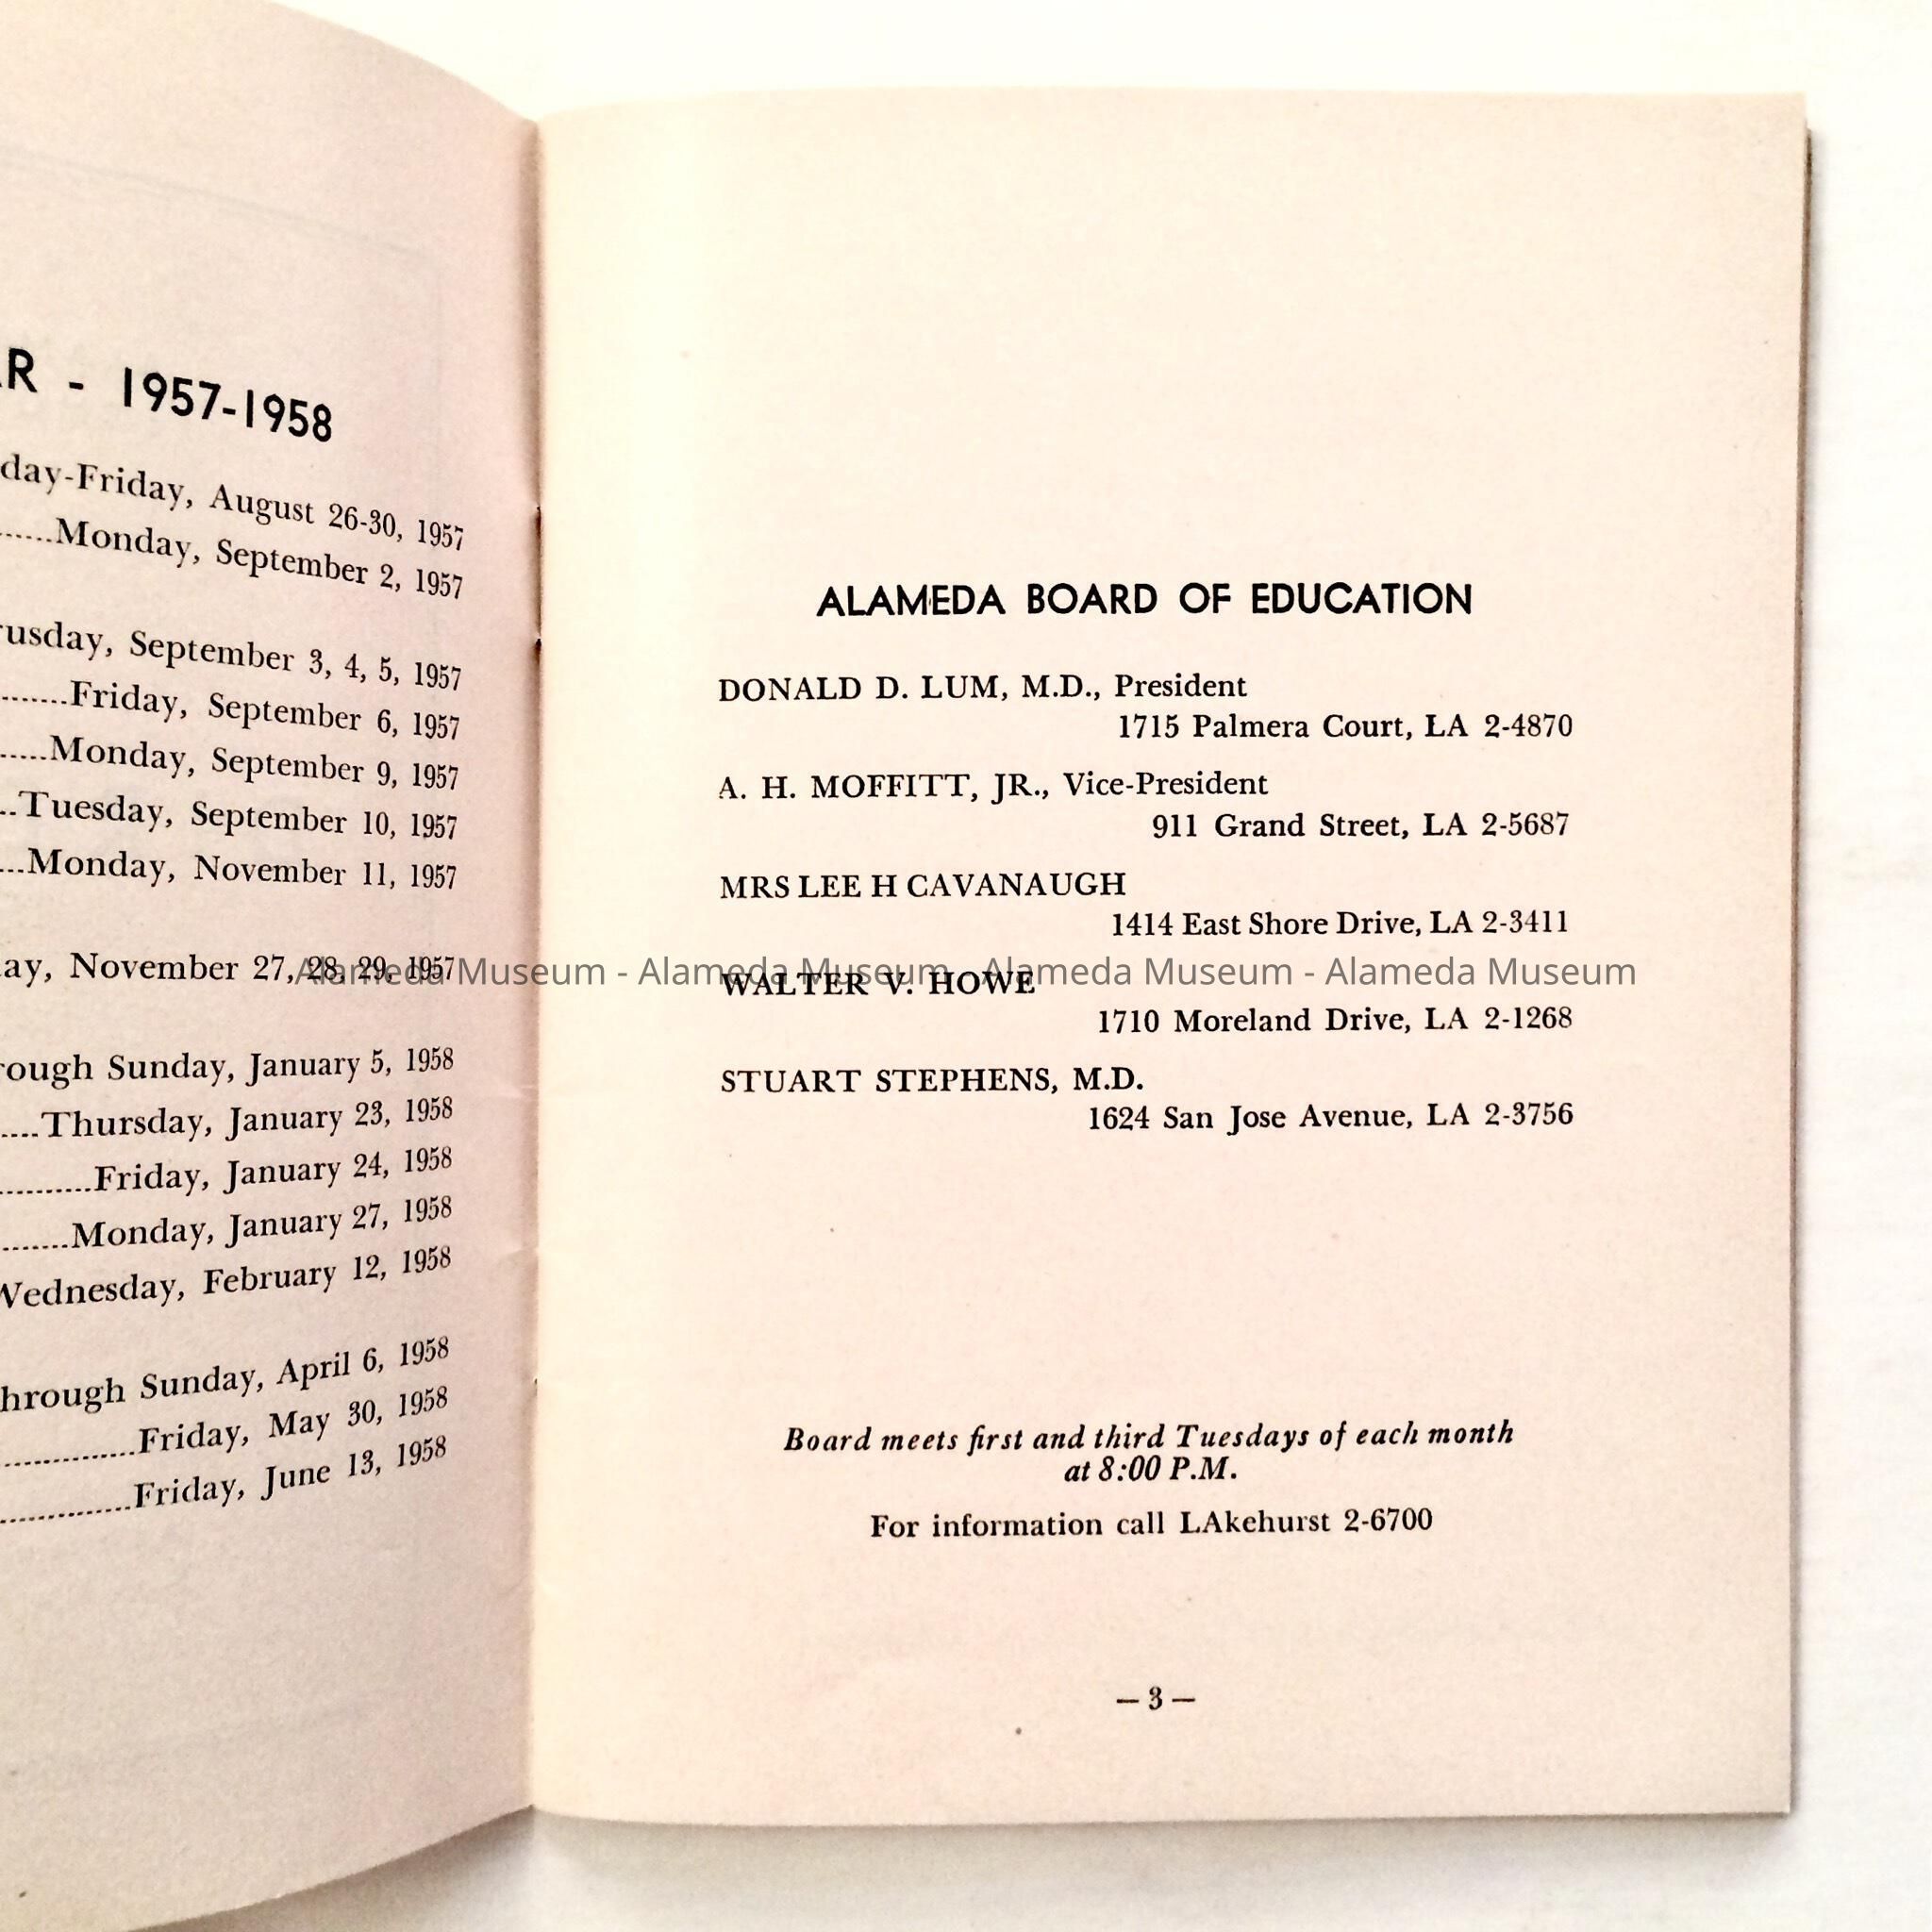 R - 1957-1958
day-Friday, August 26-30, 1957
......Monday, September 2, 1957
usday, September 3, 4, 5, 1957
........Friday, September 6, 1957
.....Monday, September 9, 1957
..Tuesday, September 10, 1957
...Monday, November 11, 1957
ay, November 27, 28, 29, 1957
rough Sunday, January 5, 1958
....Thursday, January 23, 1958
..........Friday, January 24, 1958
.......Monday, January 27, 1958
Wednesday, February 12, 1958
hrough Sunday, April 6, 1958
.............Friday, May 30, 1958
.............Friday, June 13, 1958
ALAMEDA BOARD OF EDUCATION
DONALD D. LUM, M.D., President
1715 Palmera Court, LA 2-4870
A. H. MOFFITT, JR., Vice-President
911 Grand Street, LA 2-5687
MRS LEE H CAVANAUGH
1414 East Shore Drive, LA 2-3411
Alameda Museum - Alameda Museum - Alameda Museum - Alameda Museum
WALTER V. HOWE
1710 Moreland Drive, LA 2-1268
STUART STEPHENS, M.D.
1624 San Jose Avenue, LA 2-3756
Board meets first and third Tuesdays of each month
at 8:00 P.M.
For information call LAkehurst 2-6700
— 3 —